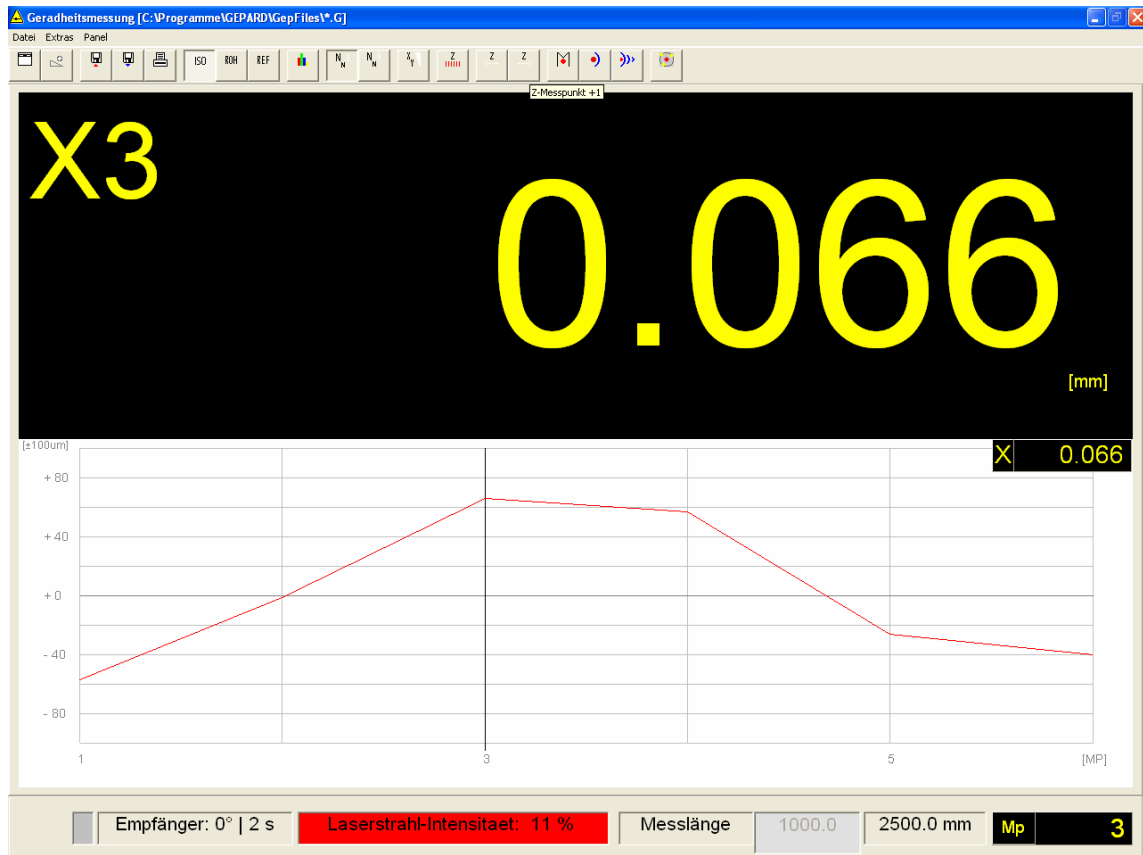 Geradheitsmessung [C:\Programme\GEPARD\GepFiles\*.G]
Datei Extras Panel
ISO ROH REF N N N N X Y Z Z Z
Z-Messpunkt +1
X3
0.066
[mm]
[±100um]
X 0.066
+ 80
+ 40
+ 0
- 40
- 80
1 3 5 [MP]
Empfänger: 0° | 2 s Laserstrahl-Intensitaet: 11 % Messlänge 1000.0 2500.0 mm Mp 3